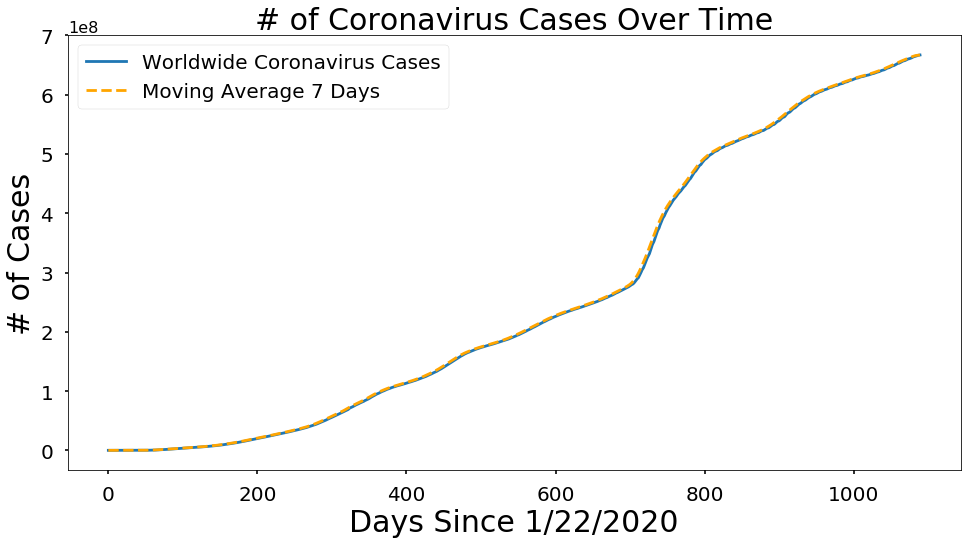 # of Coronavirus Cases Over Time
1e8
7
6
5
4
3
2
1
0
# of Cases
Worldwide Coronavirus Cases
Moving Average 7 Days
0 200 400 600 800 1000
Days Since 1/22/2020